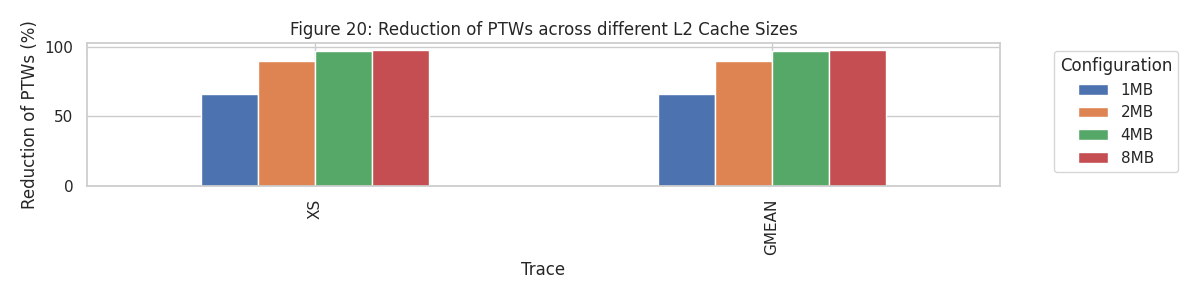 Figure 20: Reduction of PTWs across different L2 Cache Sizes
Reduction of PTWs (%)
100
50
0
XS
GMEAN
Trace
Configuration
1MB
2MB
4MB
8MB